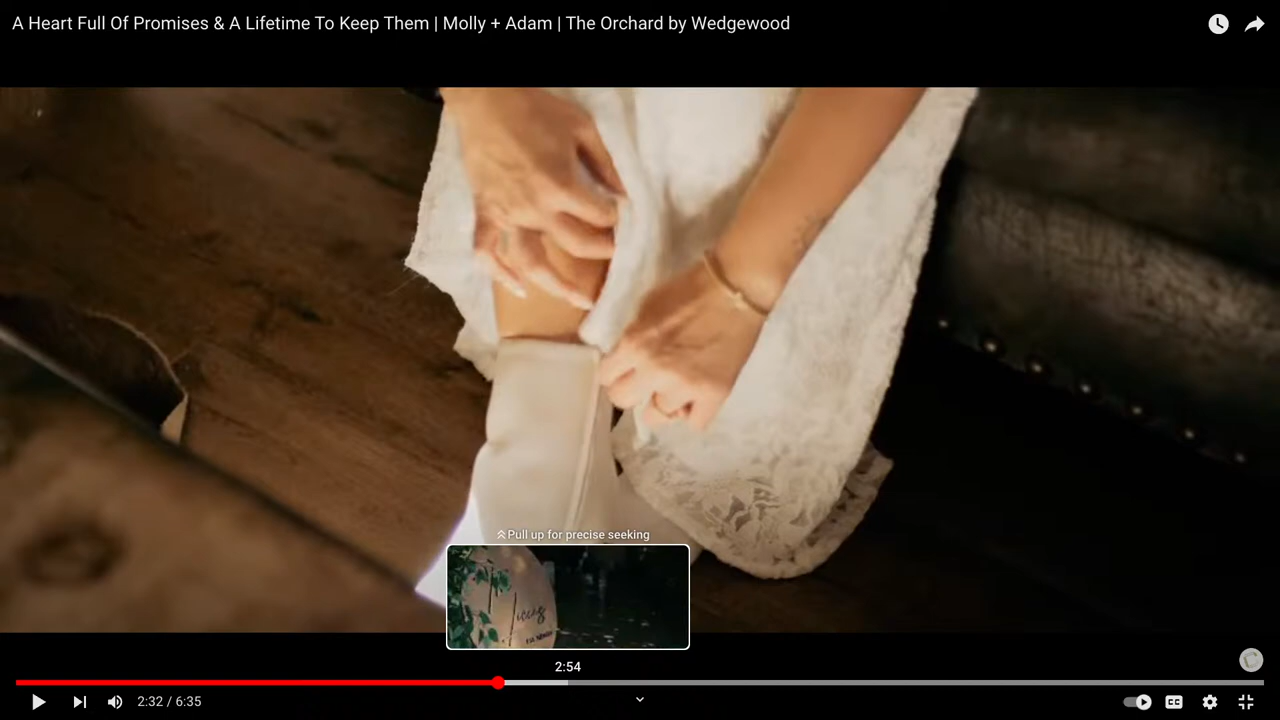 A Heart Full Of Promises & A Lifetime To Keep Them | Molly + Adam | The Orchard by Wedgewood
Pull up for precise seeking
2:54
2:32 / 6:35
CC